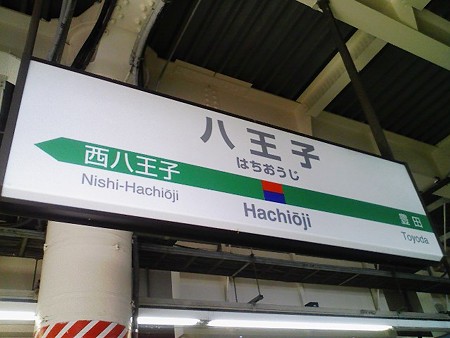 八王子
はちおうじ
西八王子
Nishi-Hachiōji
Hachiōji
豊田
Toyoda